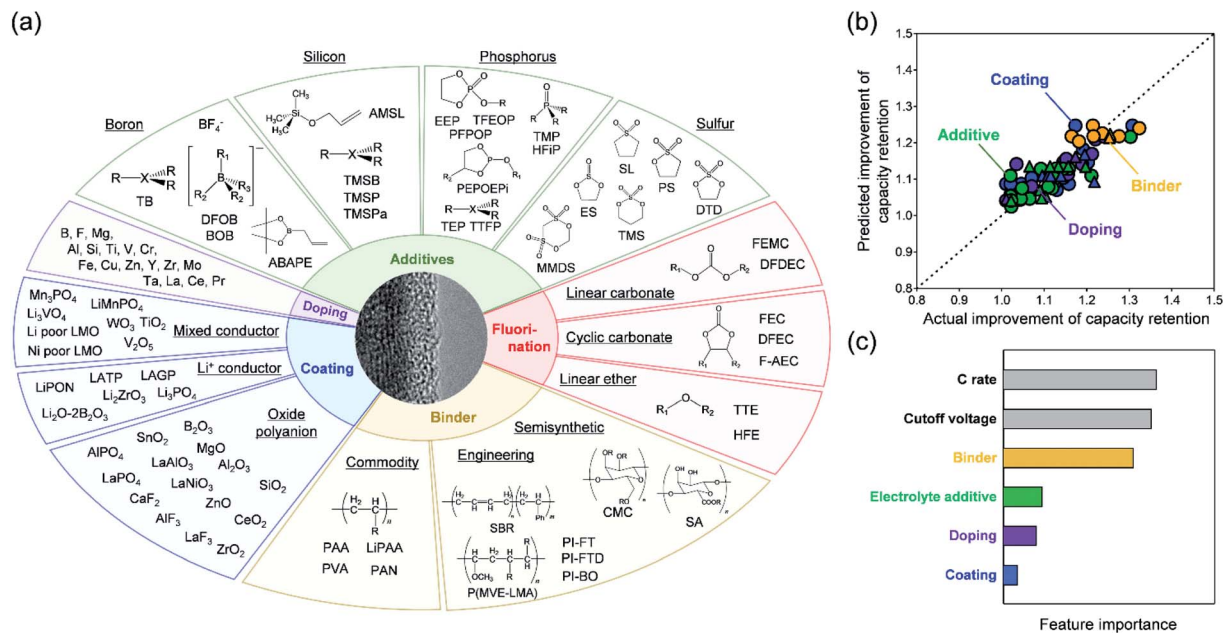 (a)
Silicon
Phosphorus
Boron
Sulfur
BF₄⁻
AMSL
TMSB
TMSP
TMSPa
TB
DFOB
BOB
ABAPE
EEP TFEOP
PFPOP
TMP
HFiP
PEPOEPi
TEP TTFP
SL
PS
ES
TMS
DTD
MMDS
Additives
B, F, Mg,
Al, Si, Ti, V, Cr,
Fe, Cu, Zn, Y, Zr, Mo
Ta, La, Ce, Pr
Doping
Mn₃PO₄
LiMnPO₄
Li₃VO₄
WO₃ TiO₂
Li poor LMO
Mixed conductor
Ni poor LMO
V₂O₅
Li⁺ conductor
LiPON
LATP
LAGP
Li₂ZrO₃
Li₃PO₄
Li₂O-2B₂O₃
Coating
Oxide
polyanion
B₂O₃
SnO₂
MgO
AlPO₄
LaAlO₃
Al₂O₃
LaPO₄
LaNiO₃
SiO₂
CaF₂
ZnO
AlF₃
CeO₂
LaF₃
ZrO₂
Fluori-
nation
Linear carbonate
FEMC
DFDEC
Cyclic carbonate
FEC
DFEC
F-AEC
Linear ether
TTE
HFE
Binder
Commodity
PAA LiPAA
PVA PAN
Engineering
SBR
P(MVE-LMA)
PI-FT
PI-FTD
PI-BO
Semisynthetic
CMC
SA
(b)
Predicted improvement of
capacity retention
1.5
1.4
1.3
1.2
1.1
1.0
0.9
0.8
Coating
Additive
Binder
Doping
0.8 0.9 1.0 1.1 1.2 1.3 1.4 1.5
Actual improvement of capacity retention
(c)
C rate
Cutoff voltage
Binder
Electrolyte additive
Doping
Coating
Feature importance